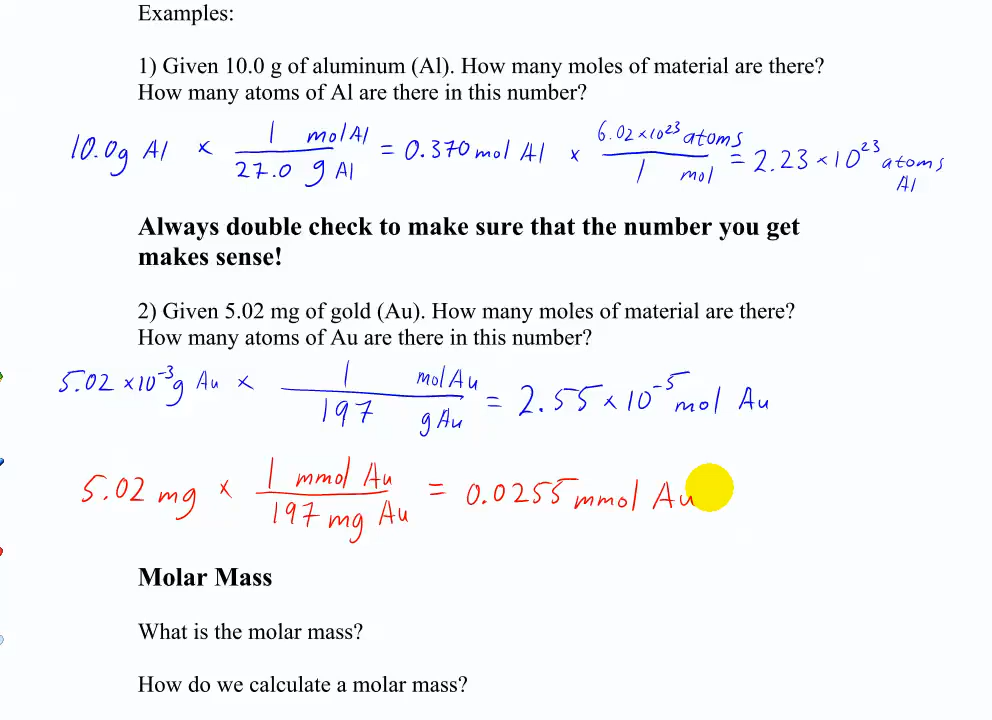 Examples:
1) Given 10.0 g of aluminum (Al). How many moles of material are there?
How many atoms of Al are there in this number?
10.0g Al × 1 mol Al / 27.0 g Al = 0.370 mol Al × 6.02×10²³ atoms / 1 mol = 2.23×10²³ atoms Al
Always double check to make sure that the number you get
makes sense!
2) Given 5.02 mg of gold (Au). How many moles of material are there?
How many atoms of Au are there in this number?
5.02×10⁻³g Au × 1 mol Au / 197 g Au = 2.55×10⁻⁵ mol Au
5.02 mg × 1 mmol Au / 197 mg Au = 0.0255 mmol Au
Molar Mass
What is the molar mass?
How do we calculate a molar mass?